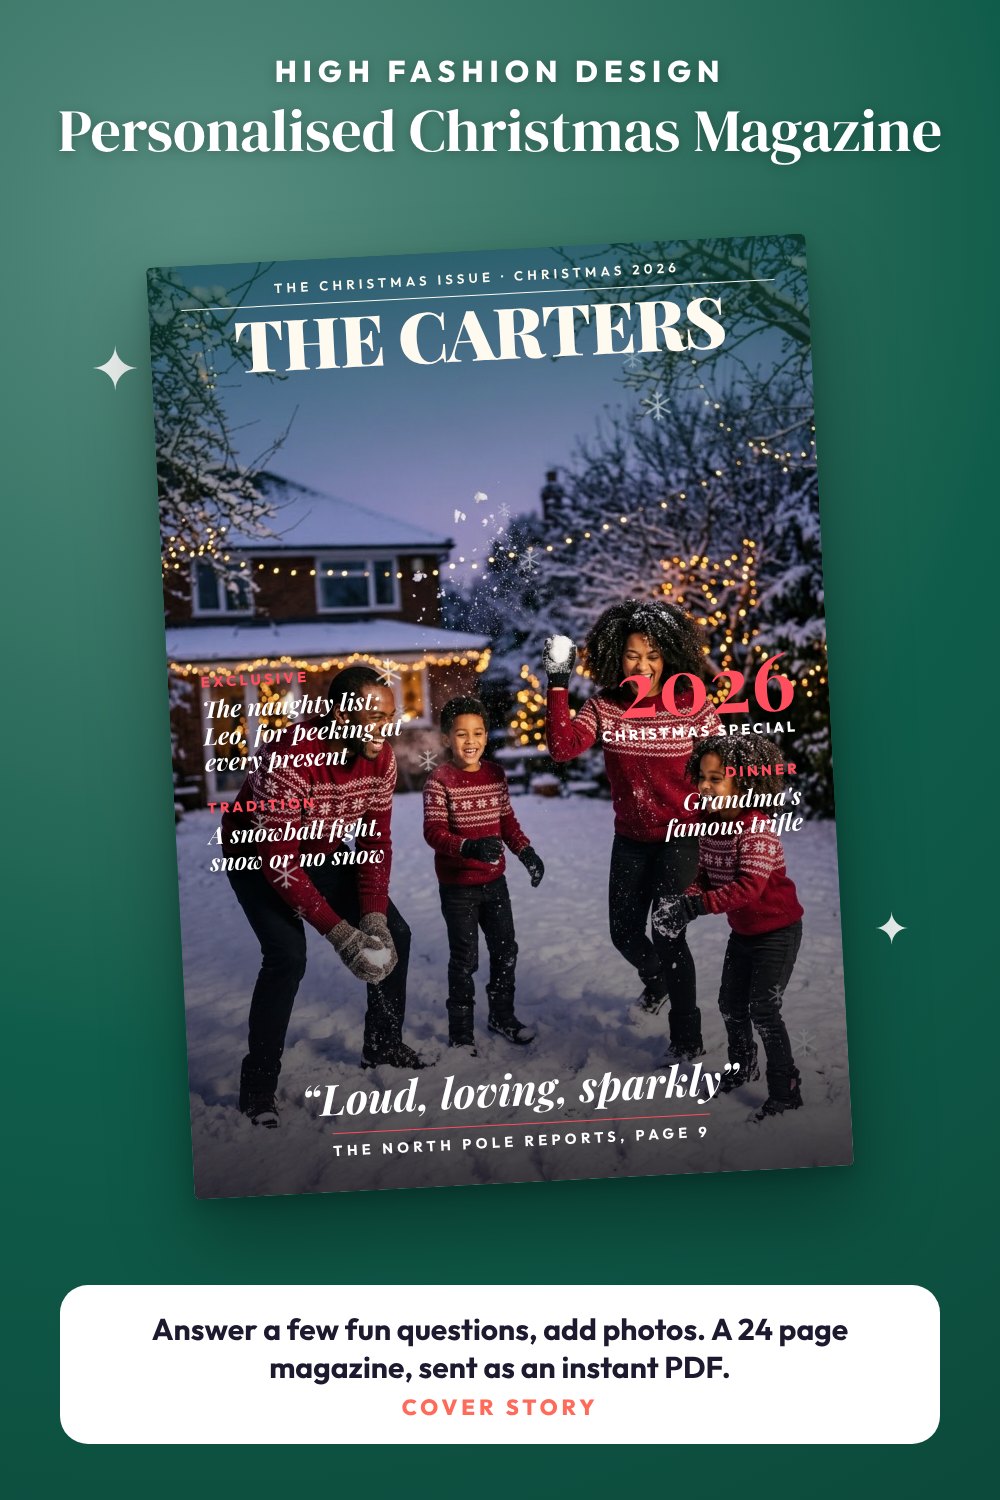 HIGH FASHION DESIGN
Personalised Christmas Magazine
THE CHRISTMAS ISSUE · CHRISTMAS 2026
THE CARTERS
EXCLUSIVE
The naughty list:
Leo, for peeking at
every present
TRADITION
A snowball fight,
snow or no snow
2026
CHRISTMAS SPECIAL
DINNER
Grandma's
famous trifle
“Loud, loving, sparkly”
THE NORTH POLE REPORTS, PAGE 9
Answer a few fun questions, add photos. A 24 page
magazine, sent as an instant PDF.
COVER STORY